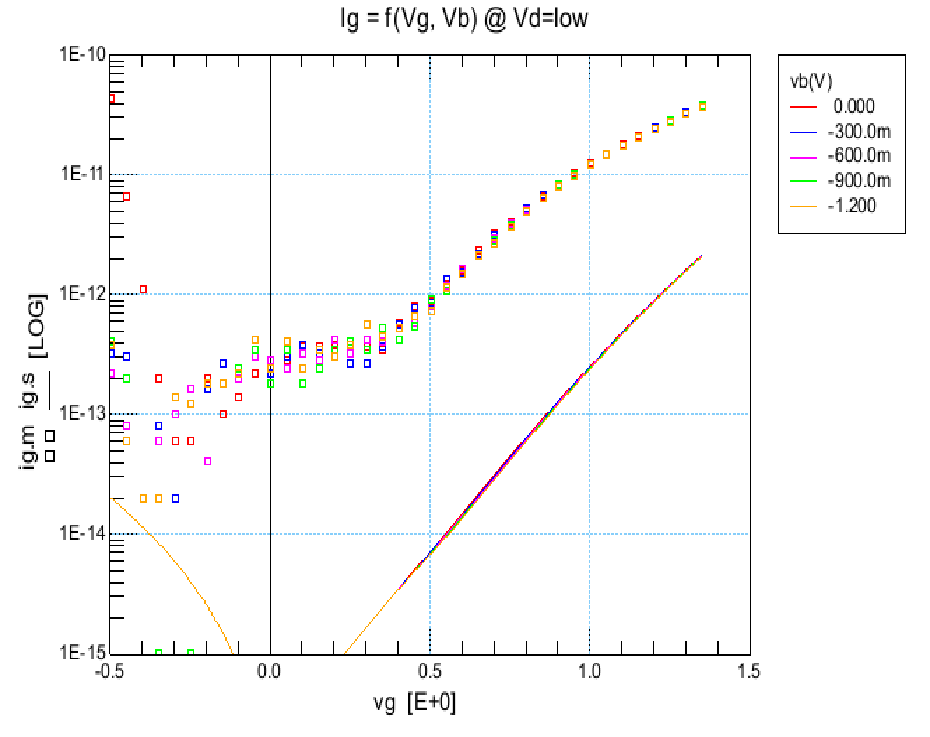 Ig = f(Vg, Vb) @ Vd=low
1E-10
1E-11
1E-12
1E-13
1E-14
1E-15
ig.m ig.s [LOG]
-0.5 0.0 0.5 1.0 1.5
vg [E+0]
vb(V)
0.000
-300.0m
-600.0m
-900.0m
-1.200